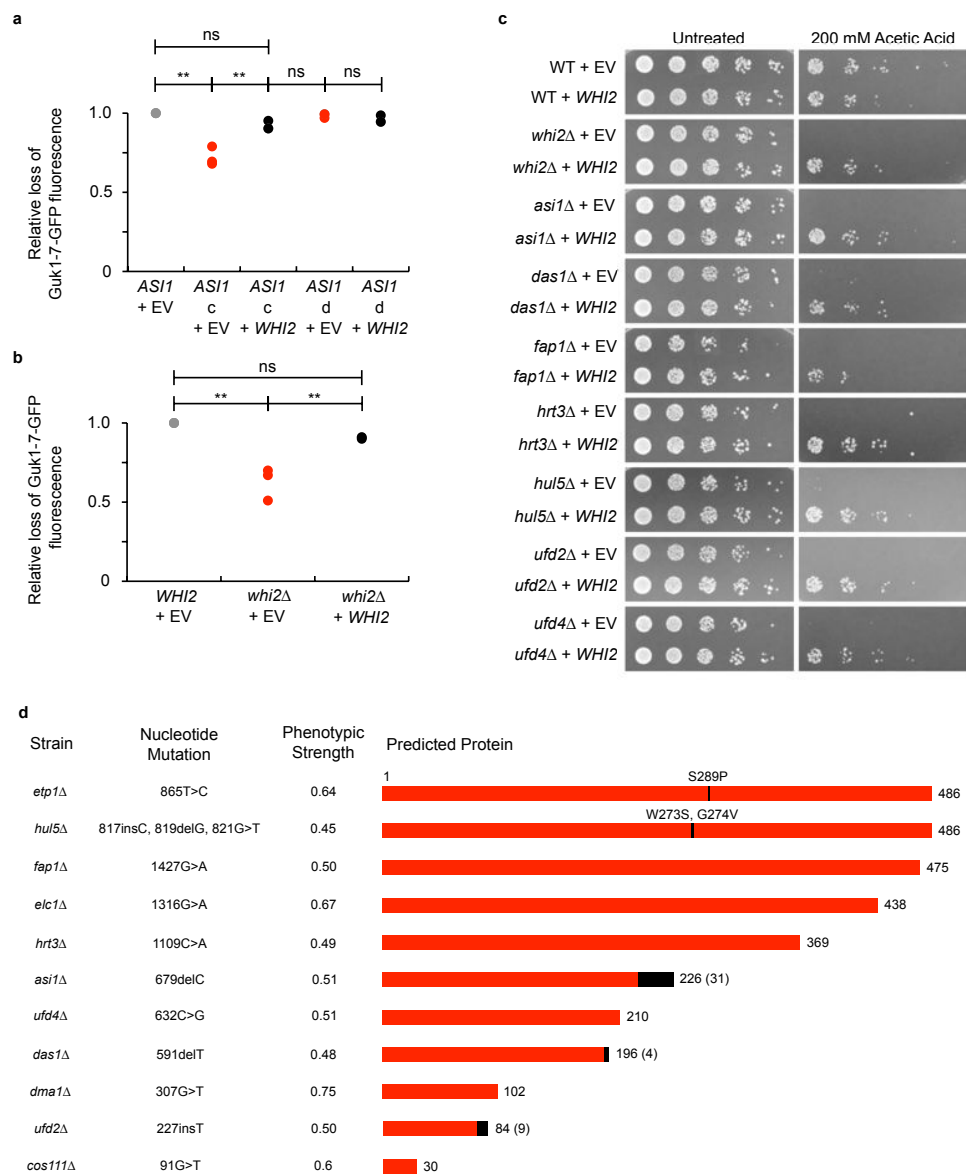 a
ns
** ** ns ns
Relative loss of
Guk1-7-GFP fluorescence
1.0
0.5
0
ASI1
+ EV
ASI1
c
+ EV
ASI1
c
+ WHI2
ASI1
d
+ EV
ASI1
d
+ WHI2
b
ns
** **
Relative loss of Guk1-7-GFP
fluoresceence
1.0
0.5
0
WHI2
+ EV
whi2Δ
+ EV
whi2Δ
+ WHI2
c
Untreated 200 mM Acetic Acid
WT + EV
WT + WHI2
whi2Δ + EV
whi2Δ + WHI2
asi1Δ + EV
asi1Δ + WHI2
das1Δ + EV
das1Δ + WHI2
fap1Δ + EV
fap1Δ + WHI2
hrt3Δ + EV
hrt3Δ + WHI2
hul5Δ + EV
hul5Δ + WHI2
ufd2Δ + EV
ufd2Δ + WHI2
ufd4Δ + EV
ufd4Δ + WHI2
d
Strain Nucleotide Mutation Phenotypic Strength Predicted Protein
1 S289P
etp1Δ 865T>C 0.64 486
W273S, G274V
hul5Δ 817insC, 819delG, 821G>T 0.45 486
fap1Δ 1427G>A 0.50 475
elc1Δ 1316G>A 0.67 438
hrt3Δ 1109C>A 0.49 369
asi1Δ 679delC 0.51 226 (31)
ufd4Δ 632C>G 0.51 210
das1Δ 591delT 0.48 196 (4)
dma1Δ 307G>T 0.75 102
ufd2Δ 227insT 0.50 84 (9)
cos111Δ 91G>T 0.6 30